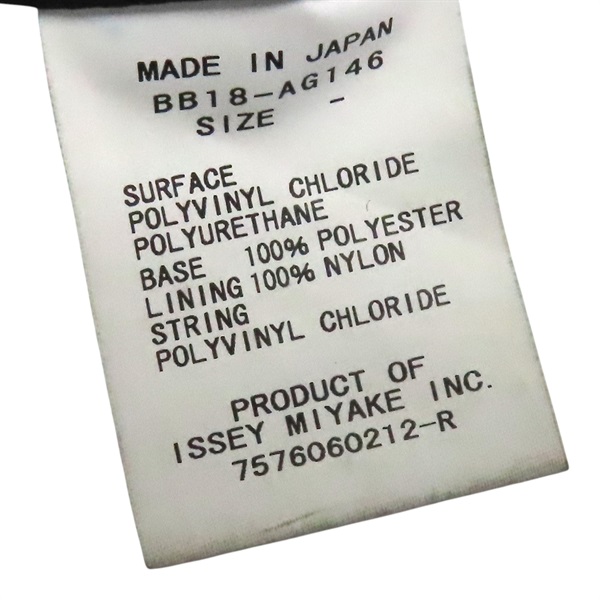 MADE IN JAPAN
BB18-AG146
SIZE -
SURFACE
POLYVINYL CHLORIDE
POLYURETHANE
BASE 100% POLYESTER
LINING 100% NYLON
STRING
POLYVINYL CHLORIDE
PRODUCT OF
ISSEY MIYAKE INC.
7576060212-R